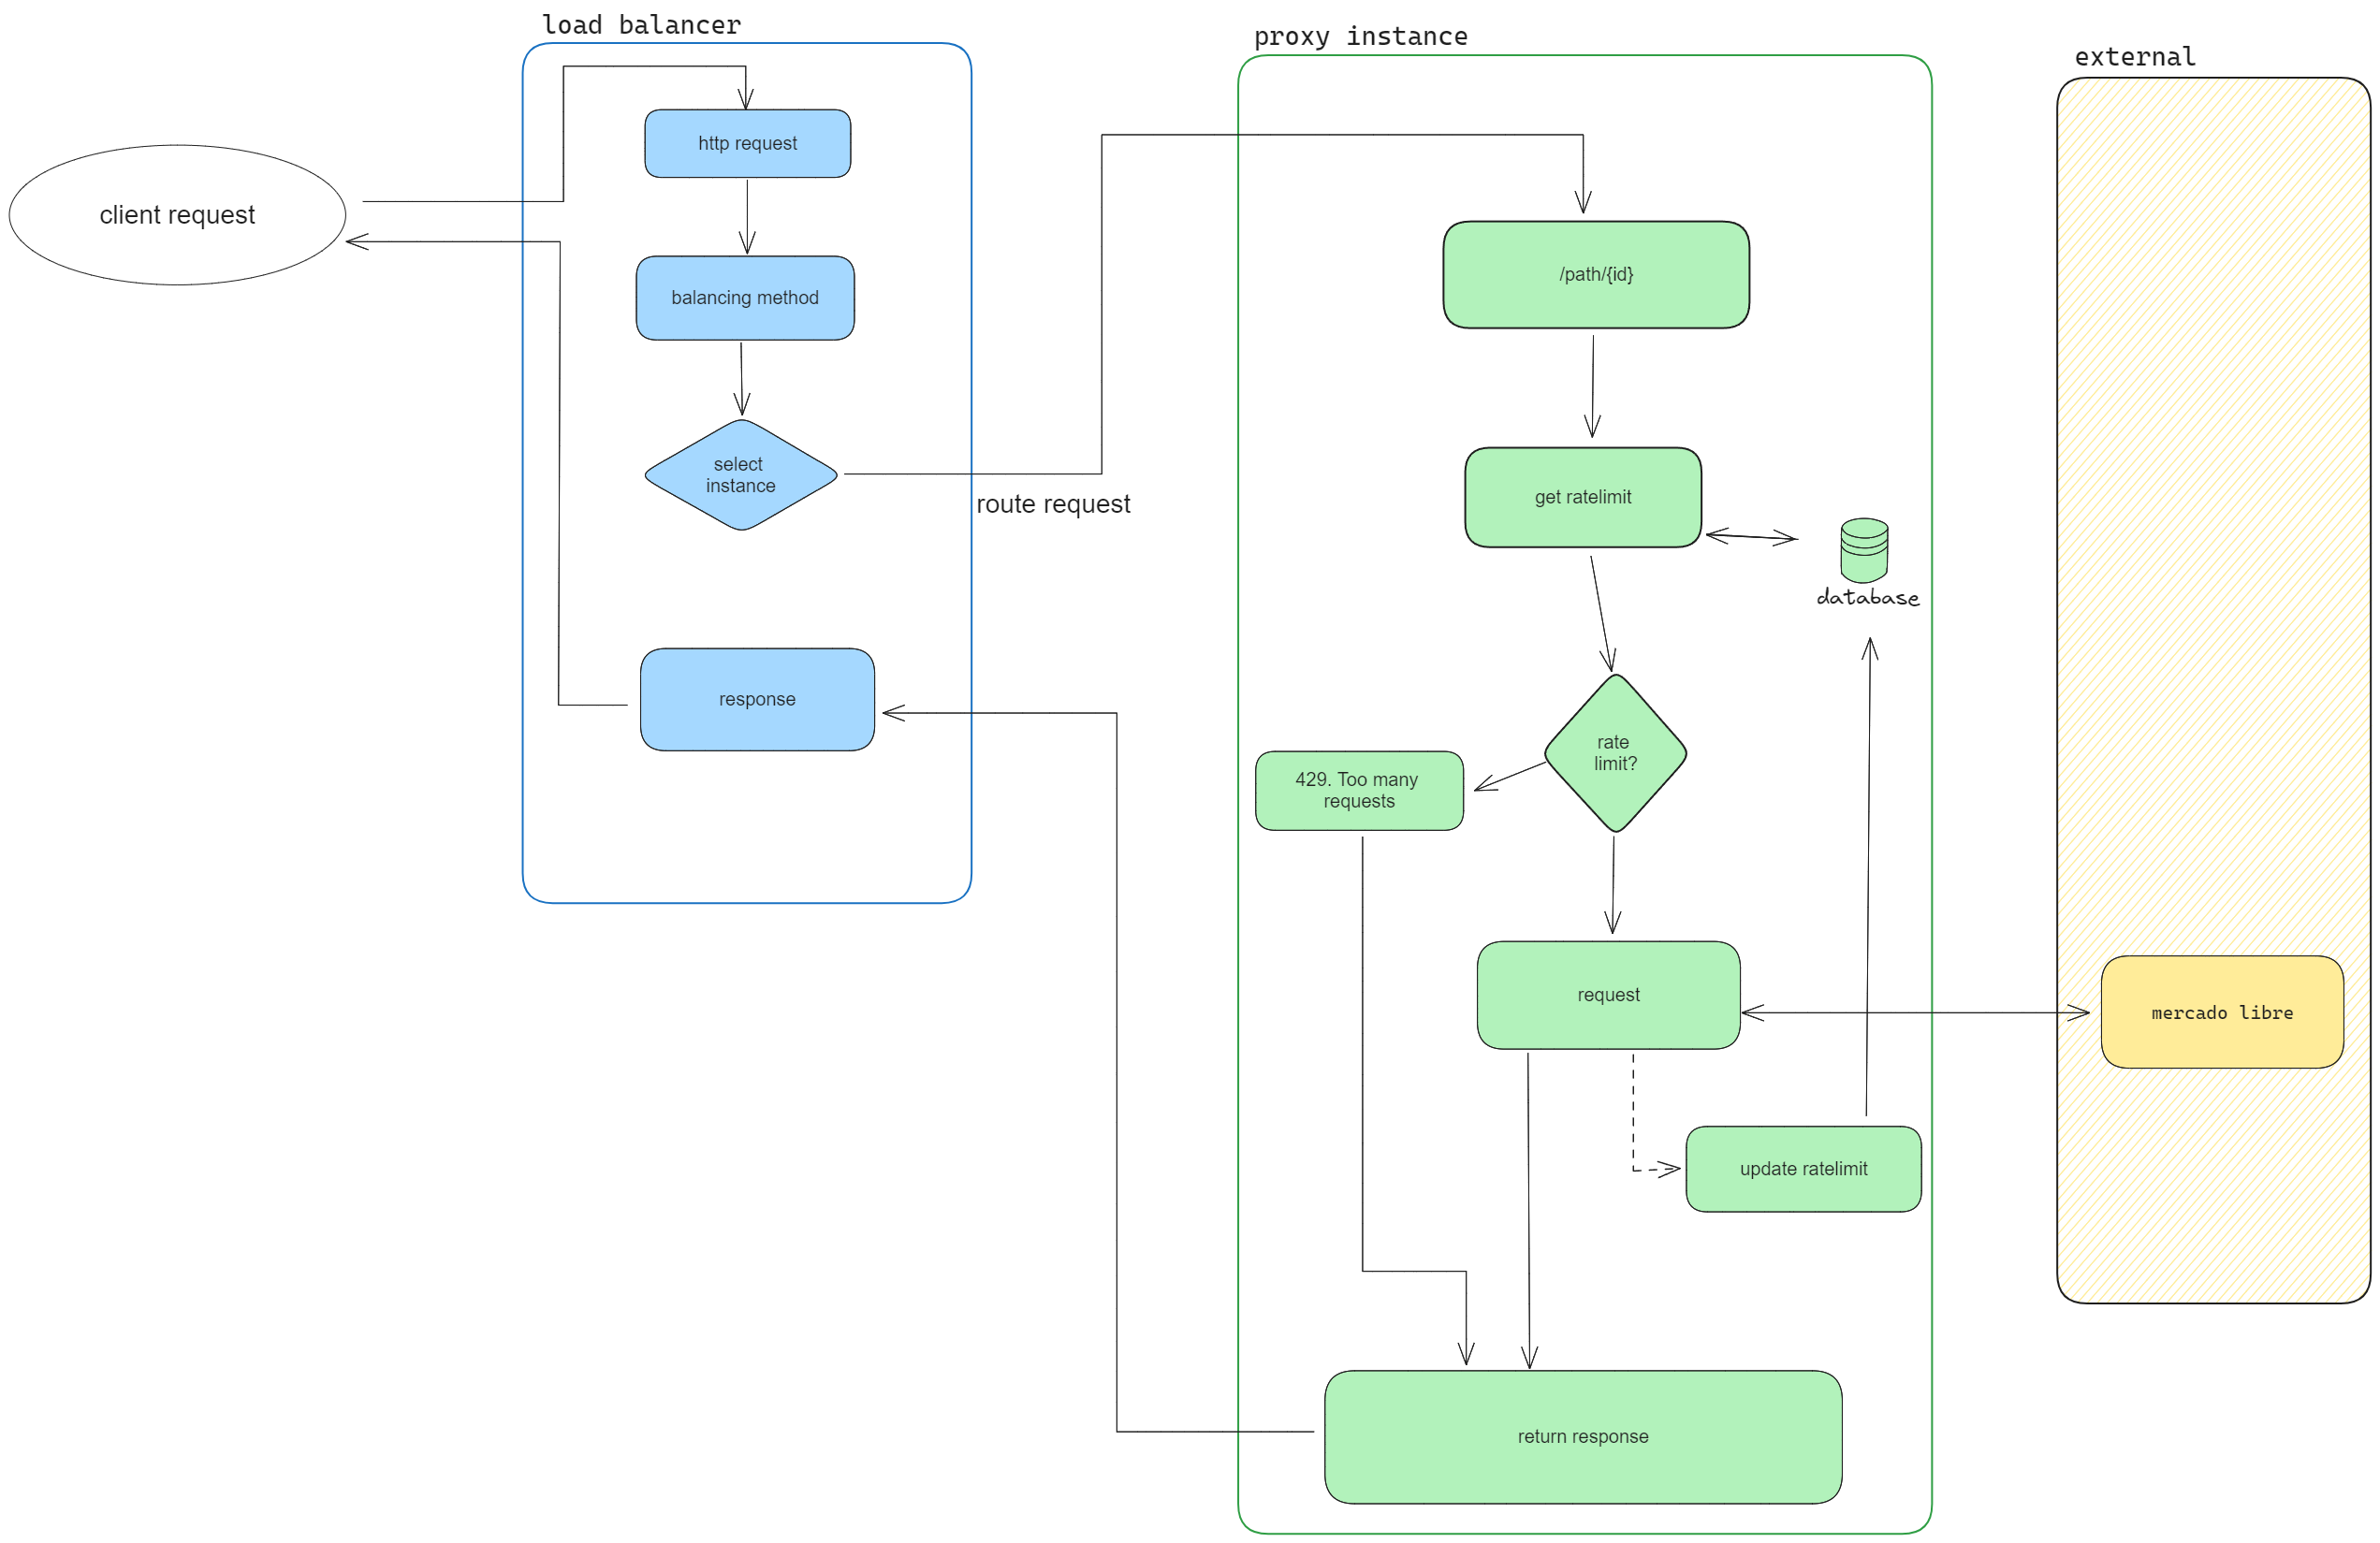 load balancer
proxy instance
external
client request
http request
balancing method
select
instance
route request
response
/path/{id}
get ratelimit
database
rate
limit?
429. Too many
requests
request
mercado libre
update ratelimit
return response